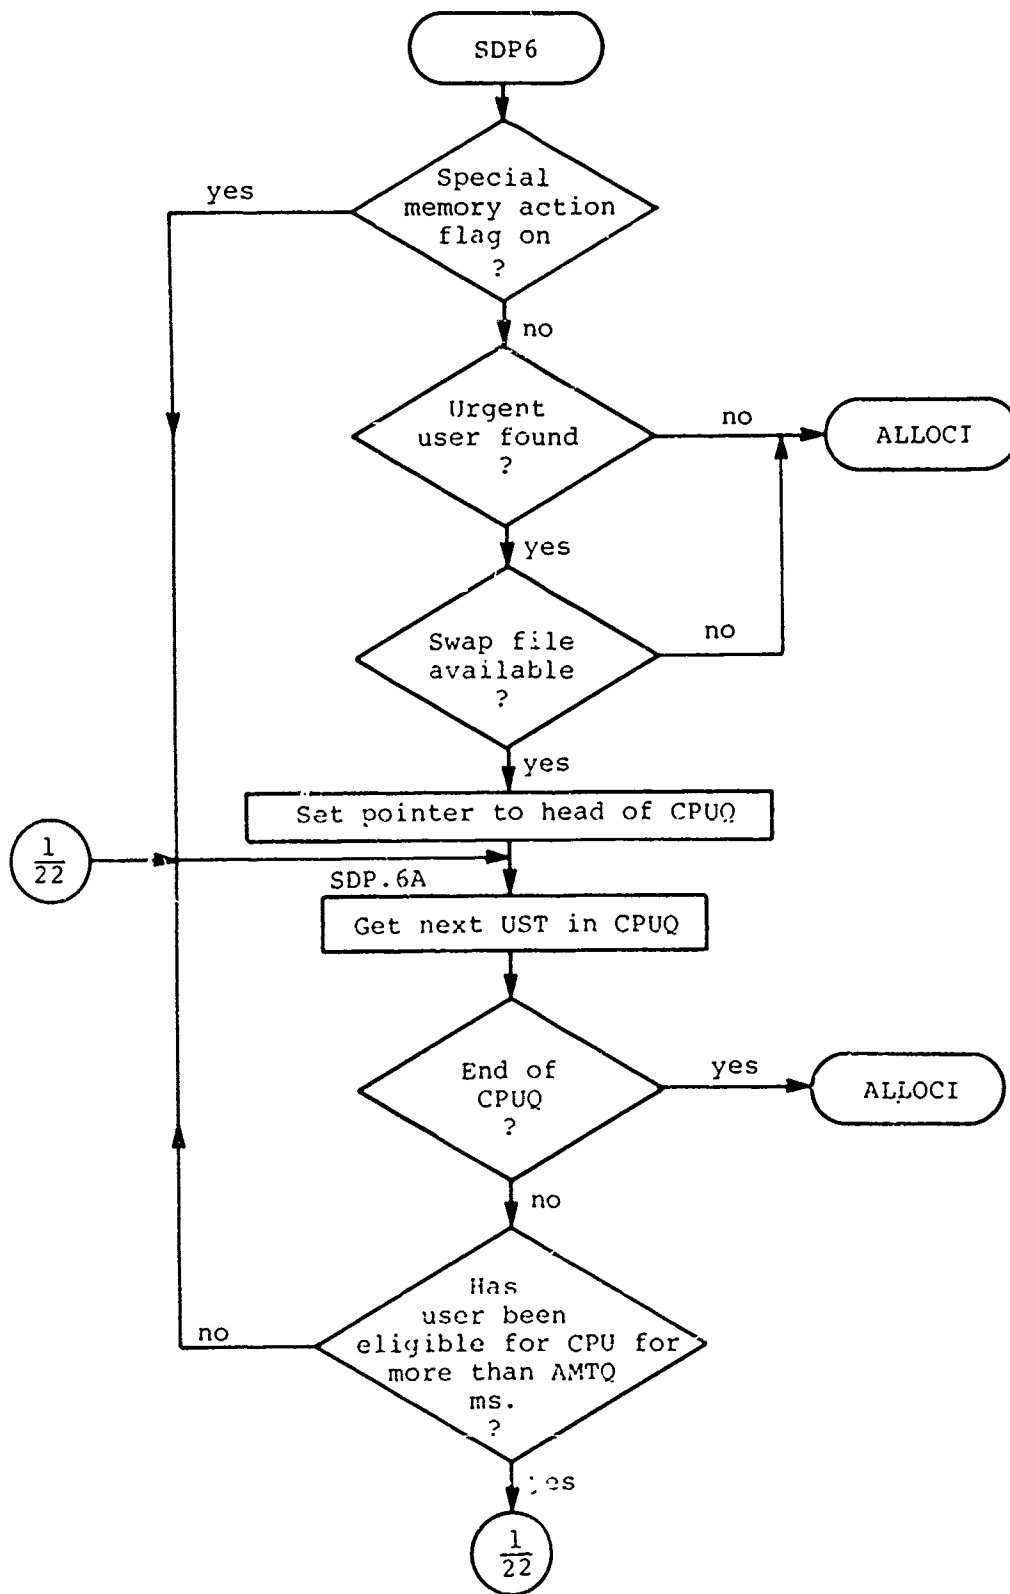 SDP6
Special
memory action
flag on
?
yes
no
Urgent
user found
?
no
ALLOCI
yes
Swap file
available
?
no
yes
Set pointer to head of CPUQ
1
22
SDP.6A
Get next UST in CPUQ
End of
CPUQ
?
yes
ALLOCI
no
Has
user been
eligible for CPU for
more than AMTQ
ms.
?
no
yes
1
22